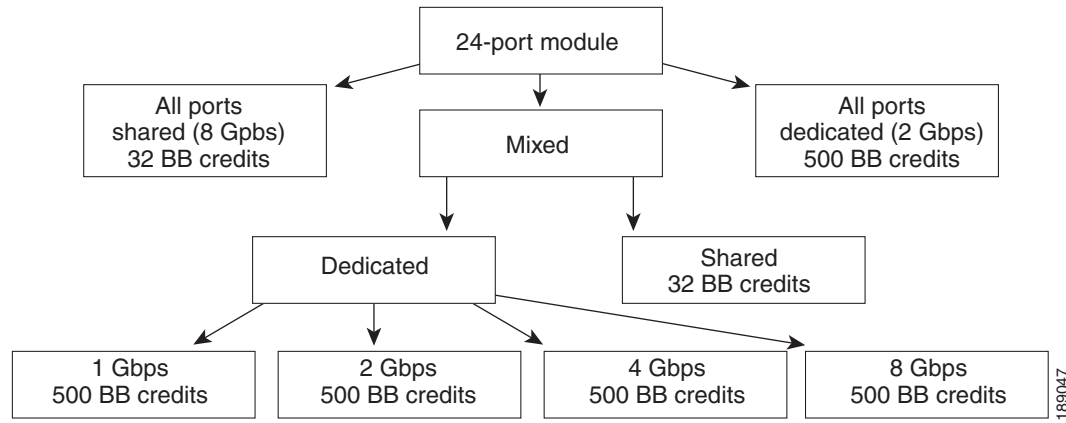 24-port module
All ports
shared (8 Gpbs)
32 BB credits
Mixed
All ports
dedicated (2 Gbps)
500 BB credits
Dedicated
Shared
32 BB credits
1 Gbps
500 BB credits
2 Gbps
500 BB credits
4 Gbps
500 BB credits
8 Gbps
500 BB credits
189047